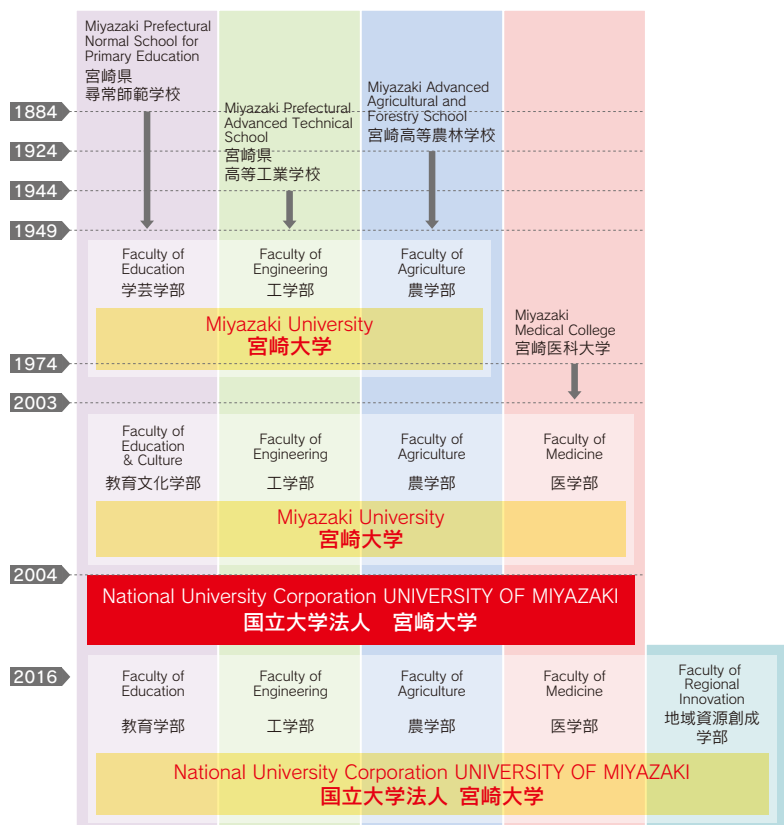 Miyazaki Prefectural
Normal School for
Primary Education
宮崎県
尋常師範学校
Miyazaki Prefectural
Advanced Technical
School
宮崎県
高等工業学校
Miyazaki Advanced
Agricultural and
Forestry School
宮崎高等農林学校
1884
1924
1944
1949
Faculty of
Education
学芸学部
Faculty of
Engineering
工学部
Faculty of
Agriculture
農学部
Miyazaki University
宮崎大学
Miyazaki
Medical College
宮崎医科大学
1974
2003
Faculty of
Education
& Culture
教育文化学部
Faculty of
Engineering
工学部
Faculty of
Agriculture
農学部
Faculty of
Medicine
医学部
Miyazaki University
宮崎大学
2004
National University Corporation UNIVERSITY OF MIYAZAKI
国立大学法人 宮崎大学
2016
Faculty of
Education
教育学部
Faculty of
Engineering
工学部
Faculty of
Agriculture
農学部
Faculty of
Medicine
医学部
Faculty of
Regional
Innovation
地域資源創成
学部
National University Corporation UNIVERSITY OF MIYAZAKI
国立大学法人 宮崎大学